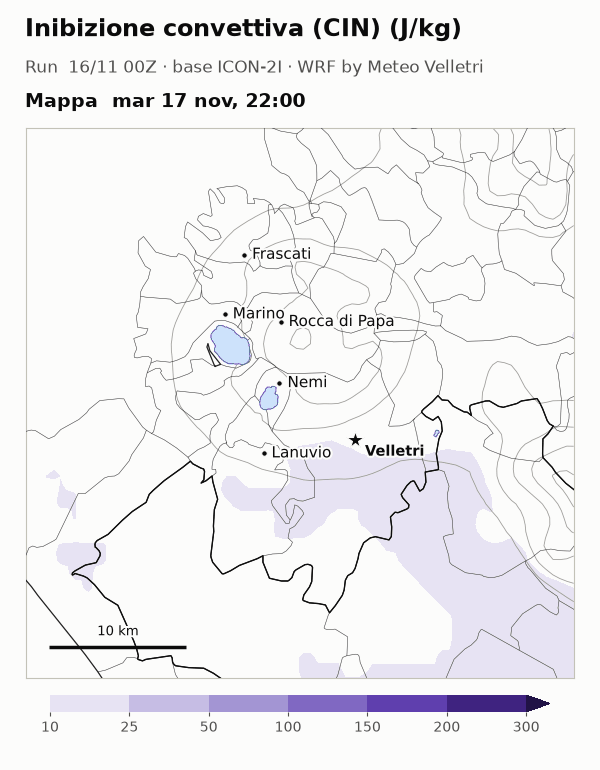 Inibizione convettiva (CIN) (J/kg)
Run  16/11 00Z · base ICON-2I · WRF by Meteo Velletri
Mappa  mar 17 nov, 22:00
Frascati
Marino
Rocca di Papa
Nemi
Velletri
Lanuvio
10 km
10 25 50 100 150 200 300